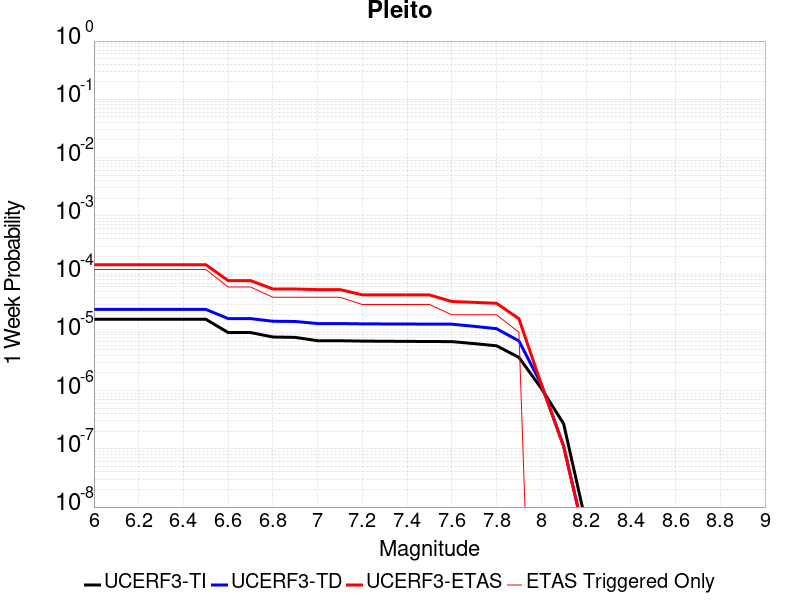 Pleito
1 Week Probability
10^0
10^-1
10^-2
10^-3
10^-4
10^-5
10^-6
10^-7
10^-8
6 6.2 6.4 6.6 6.8 7 7.2 7.4 7.6 7.8 8 8.2 8.4 8.6 8.8 9
Magnitude
UCERF3-TI UCERF3-TD UCERF3-ETAS ETAS Triggered Only